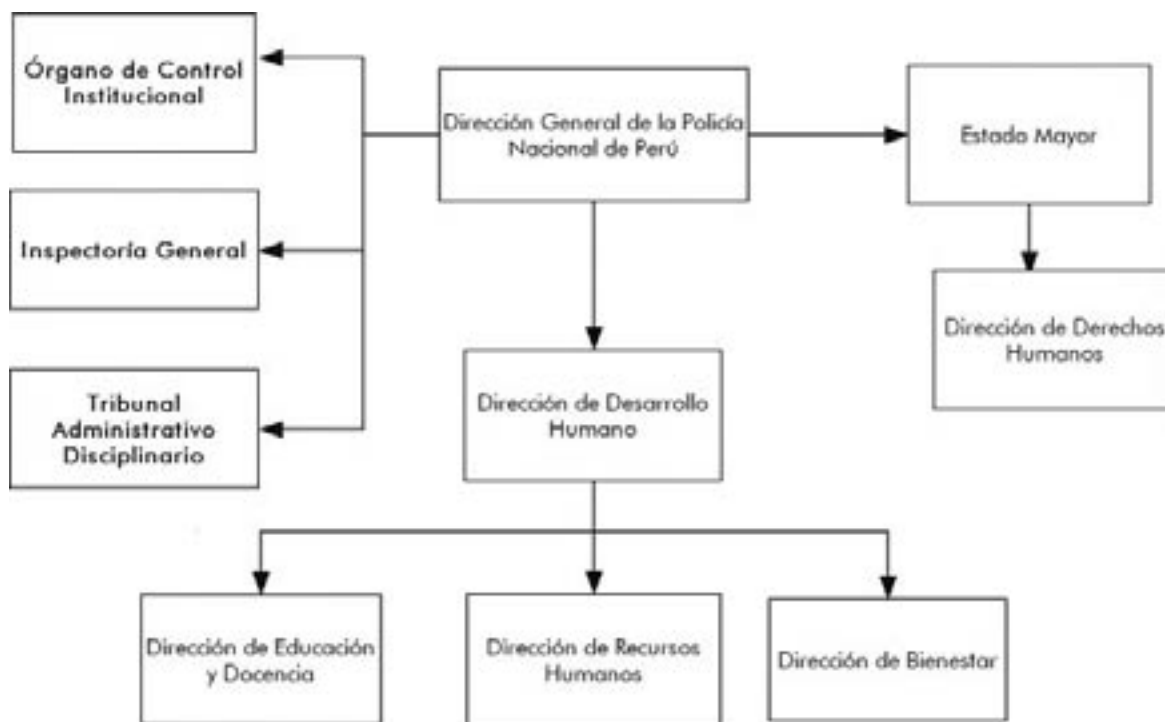 Órgano de Control
Institucional
Dirección General de la Policía
Nacional de Perú
Estado Mayor
Inspectoría General
Dirección de Derechos
Humanos
Tribunal
Administrativo
Disciplinario
Dirección de Desarrollo
Humano
Dirección de Educación
y Docencia
Dirección de Recursos
Humanos
Dirección de Bienestar